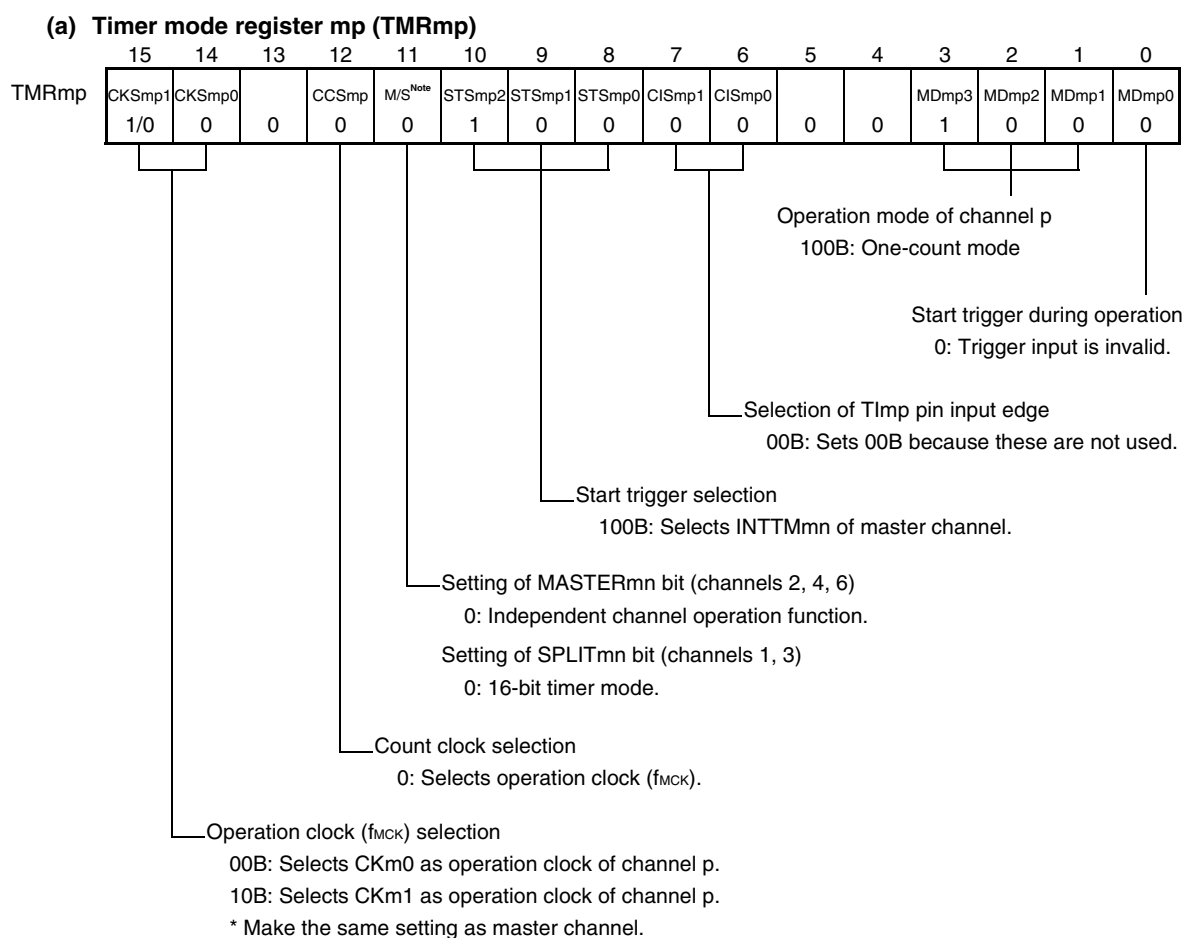 (a) Timer mode register mp (TMRmp)
15 14 13 12 11 10 9 8 7 6 5 4 3 2 1 0
TMRmp CKSmp1 CKSmp0 CCSmp M/S Note STSmp2 STSmp1 STSmp0 CISmp1 CISmp0 MDmp3 MDmp2 MDmp1 MDmp0
1/0 0 0 0 0 1 0 0 0 0 0 0 1 0 0 0
Operation mode of channel p
100B: One-count mode
Start trigger during operation
0: Trigger input is invalid.
Selection of TImp pin input edge
00B: Sets 00B because these are not used.
Start trigger selection
100B: Selects INTTMmn of master channel.
Setting of MASTERmn bit (channels 2, 4, 6)
0: Independent channel operation function.
Setting of SPLITmn bit (channels 1, 3)
0: 16-bit timer mode.
Count clock selection
0: Selects operation clock (fMCK).
Operation clock (fMCK) selection
00B: Selects CKm0 as operation clock of channel p.
10B: Selects CKm1 as operation clock of channel p.
* Make the same setting as master channel.